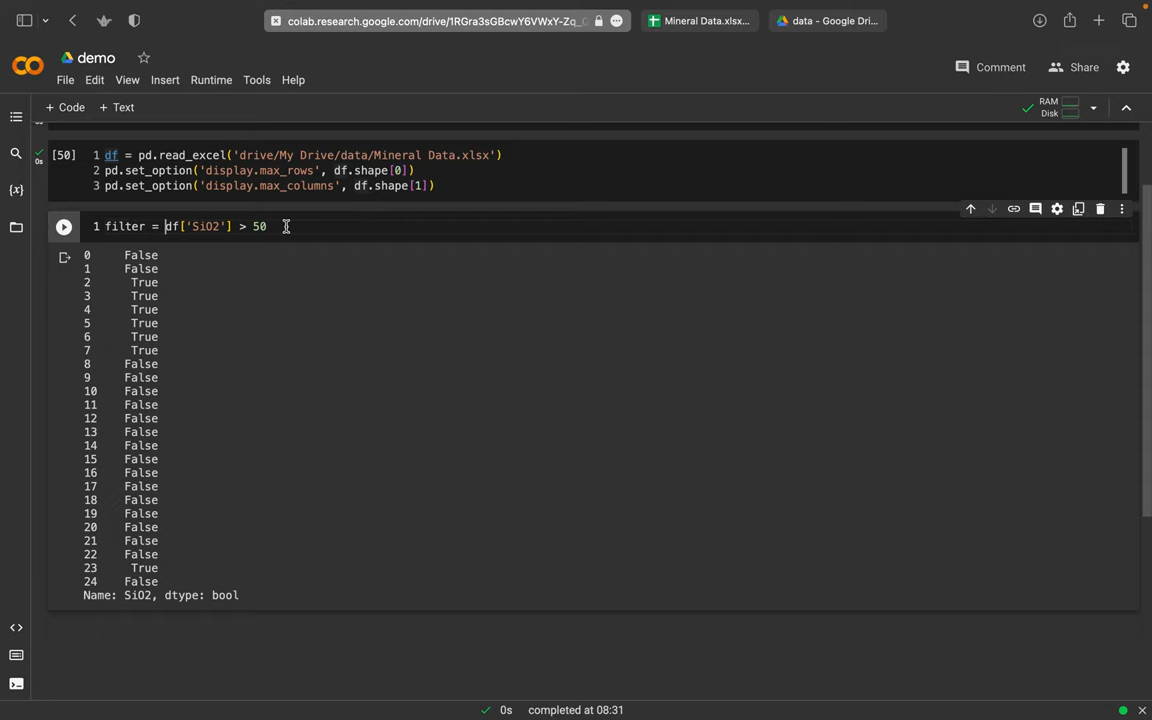 colab.research.google.com/drive/1RGra3sGBcwY6VWxY-Zq_
Mineral Data.xlsx...
data - Google Dri...
demo
File Edit View Insert Runtime Tools Help
Comment
Share
+ Code + Text
RAM
Disk
[50]
0s
1 df = pd.read_excel('drive/My Drive/data/Mineral Data.xlsx')
2 pd.set_option('display.max_rows', df.shape[0])
3 pd.set_option('display.max_columns', df.shape[1])
1 filter = df['SiO2'] > 50
0 False
1 False
2 True
3 True
4 True
5 True
6 True
7 True
8 False
9 False
10 False
11 False
12 False
13 False
14 False
15 False
16 False
17 False
18 False
19 False
20 False
21 False
22 False
23 True
24 False
Name: SiO2, dtype: bool
0s completed at 08:31